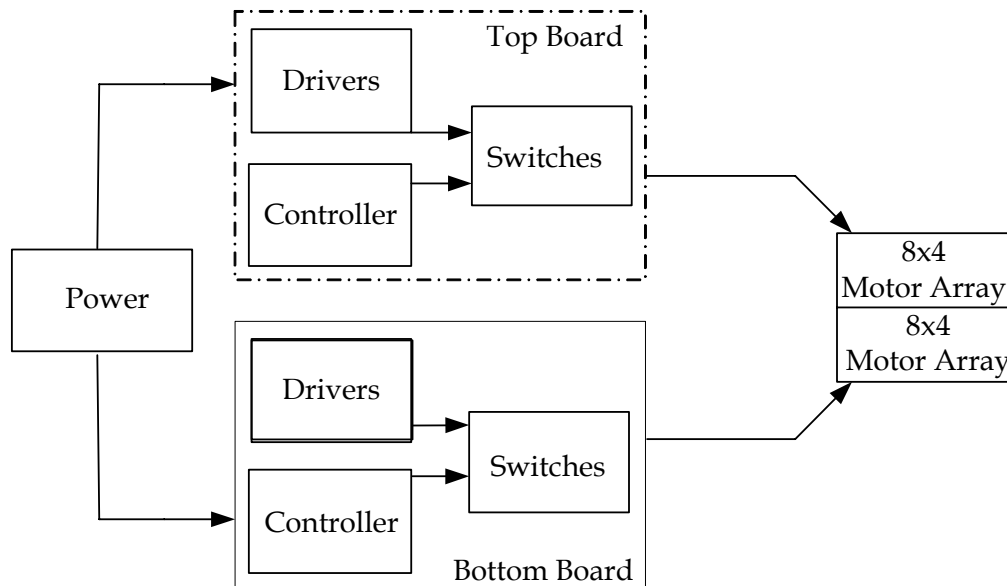 Top Board
Drivers
Switches
Controller
Power
8x4
Motor Array
8x4
Motor Array
Drivers
Switches
Controller
Bottom Board